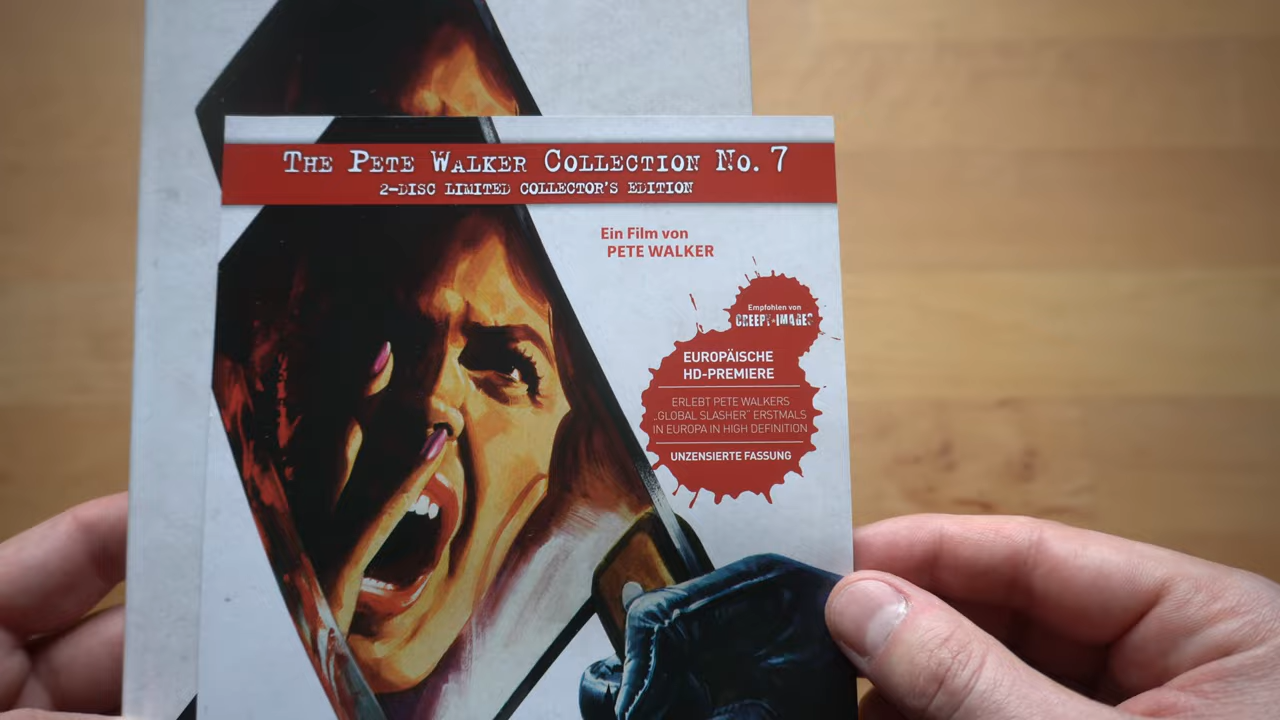 THE PETE WALKER COLLECTION NO. 7
2-DISC LIMITED COLLECTOR'S EDITION
Ein Film von
PETE WALKER
Empfohlen von
CREEPY-IMAGES
EUROPÄISCHE
HD-PREMIERE
ERLEBT PETE WALKERS
„GLOBAL SLASHER" ERSTMALS
IN EUROPA IN HIGH DEFINITION
UNZENSIERTE FASSUNG